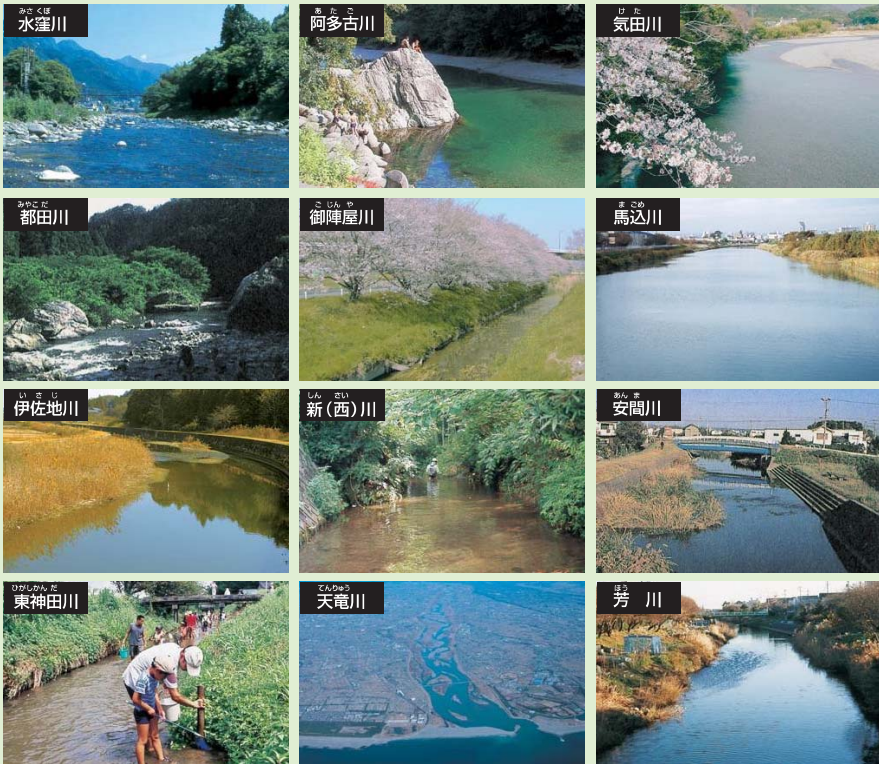 みさくぼ
水窪川
あたご
阿多古川
けた
気田川
みやこだ
都田川
ごじんや
御陣屋川
まごめ
馬込川
いさじ
伊佐地川
しんさい
新(西)川
あんま
安間川
ひがしかんだ
東神田川
てんりゅう
天竜川
ほう
芳川